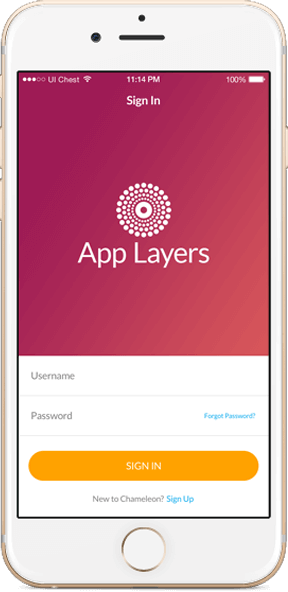 UI Chest 11:14 PM 100%
Sign In
App Layers
Username
Password Forgot Password?
SIGN IN
New to Chameleon? Sign Up